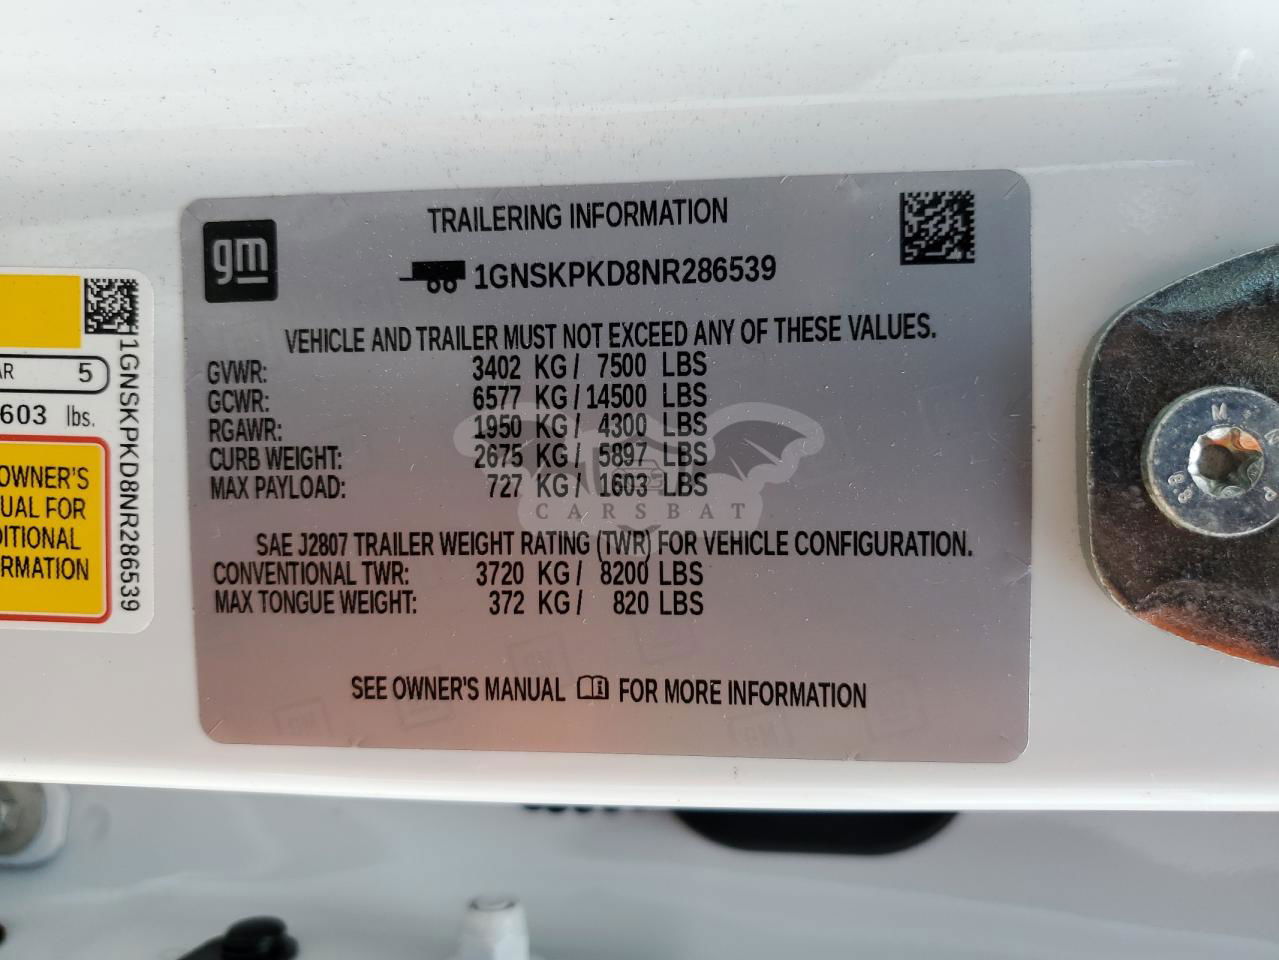 gm
TRAILERING INFORMATION
1GNSKPKD8NR286539
VEHICLE AND TRAILER MUST NOT EXCEED ANY OF THESE VALUES.
GVWR: 3402 KG / 7500 LBS
GCWR: 6577 KG / 14500 LBS
RGAWR: 1950 KG / 4300 LBS
CURB WEIGHT: 2675 KG / 5897 LBS
MAX PAYLOAD: 727 KG / 1603 LBS
CARSBAT
SAE J2807 TRAILER WEIGHT RATING (TWR) FOR VEHICLE CONFIGURATION.
CONVENTIONAL TWR: 3720 KG / 8200 LBS
MAX TONGUE WEIGHT: 372 KG / 820 LBS
SEE OWNER'S MANUAL FOR MORE INFORMATION
AR 5
603 lbs.
OWNER'S
UAL FOR
ITIONAL
RMATION
1GNSKPKD8NR286539
M
8.8